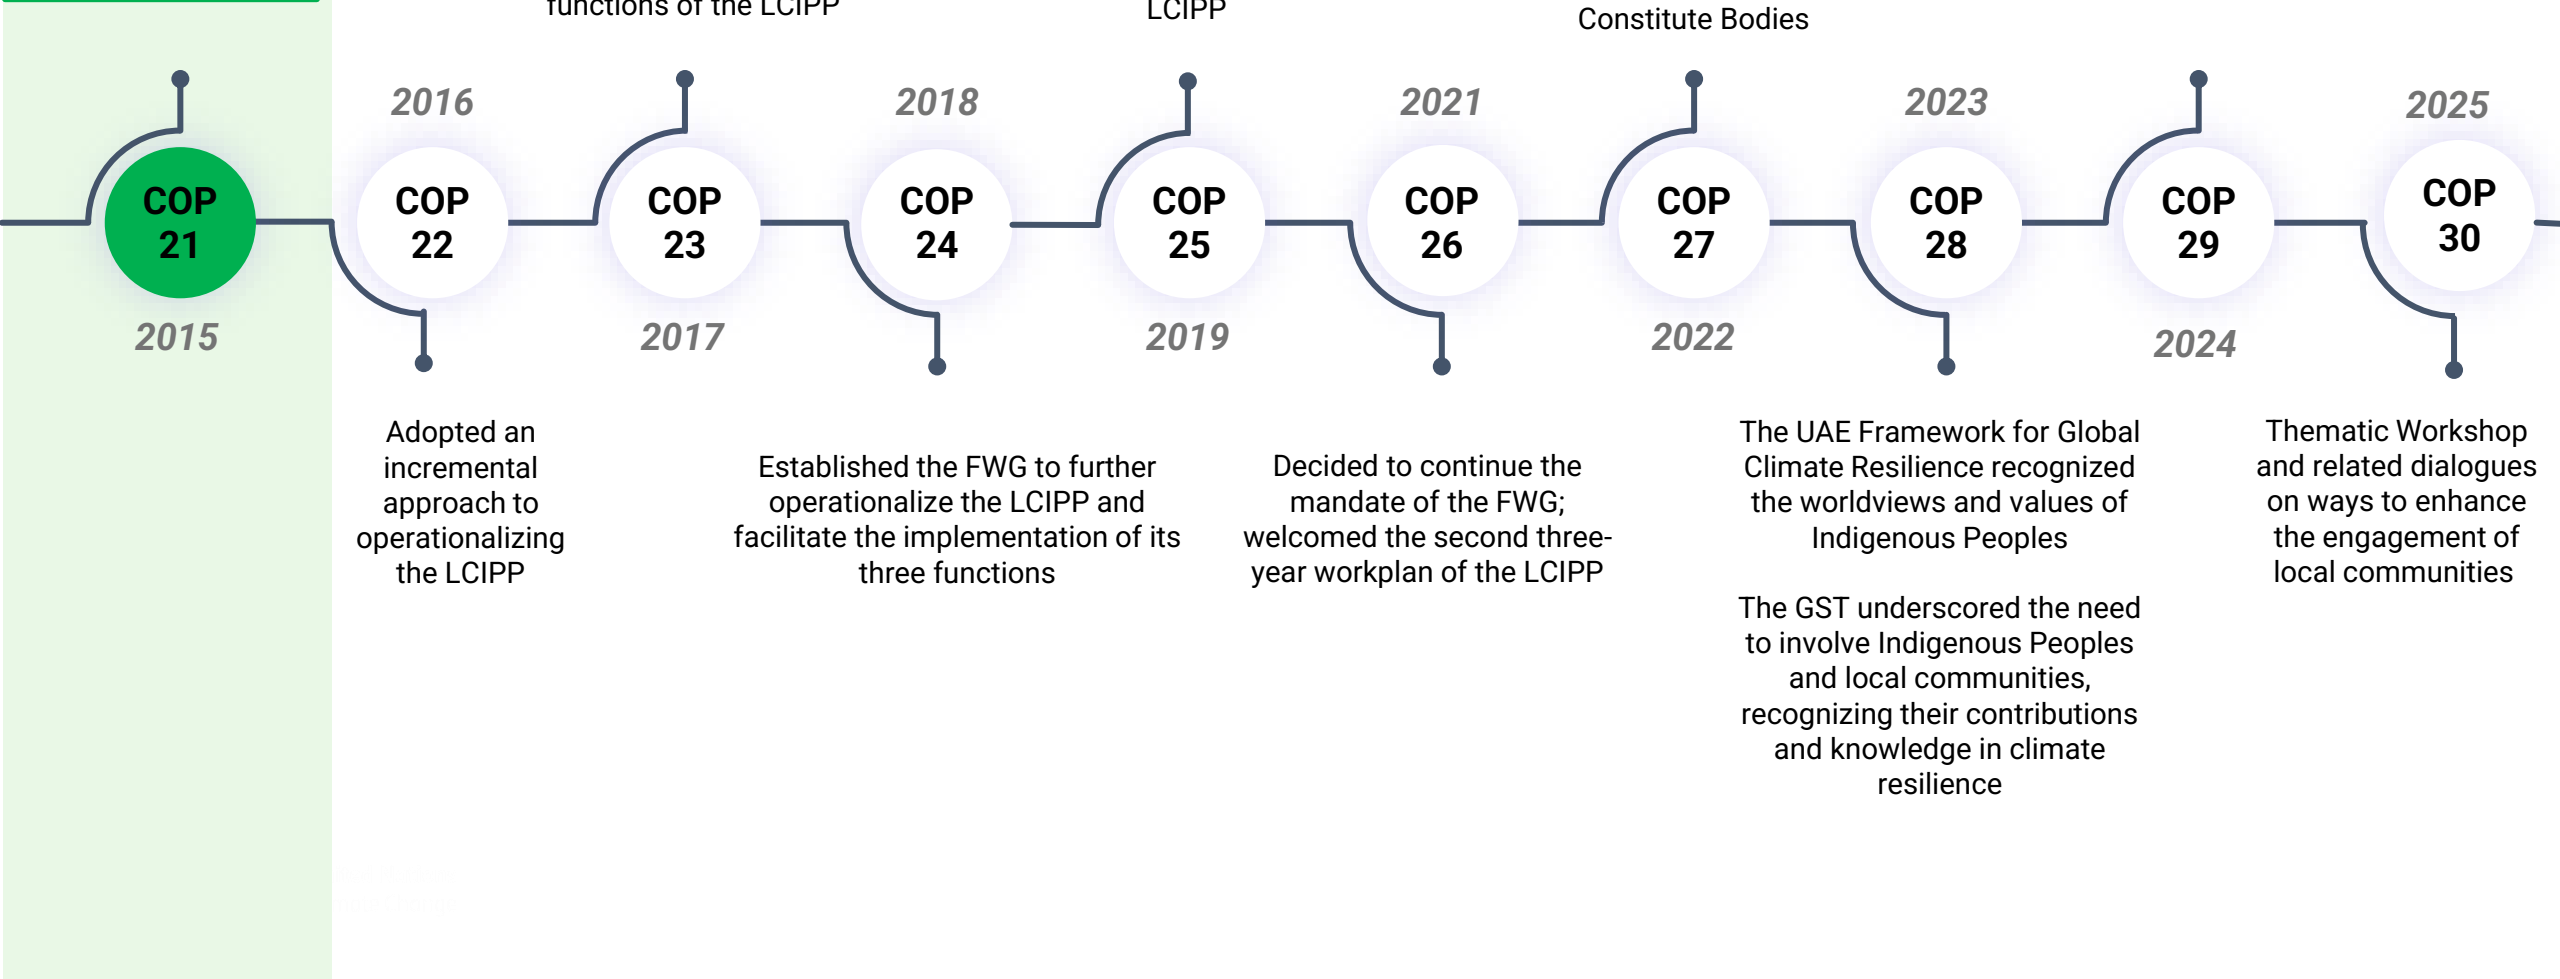 functions of the LCIPP
LCIPP
Constitute Bodies
COP
21
2015
2016
COP
22
Adopted an
incremental
approach to
operationalizing
the LCIPP
COP
23
2017
2018
COP
24
Established the FWG to further
operationalize the LCIPP and
facilitate the implementation of its
three functions
COP
25
2019
2021
COP
26
Decided to continue the
mandate of the FWG;
welcomed the second three-
year workplan of the LCIPP
COP
27
2022
2023
COP
28
The UAE Framework for Global
Climate Resilience recognized
the worldviews and values of
Indigenous Peoples
The GST underscored the need
to involve Indigenous Peoples
and local communities,
recognizing their contributions
and knowledge in climate
resilience
COP
29
2024
2025
COP
30
Thematic Workshop
and related dialogues
on ways to enhance
the engagement of
local communities